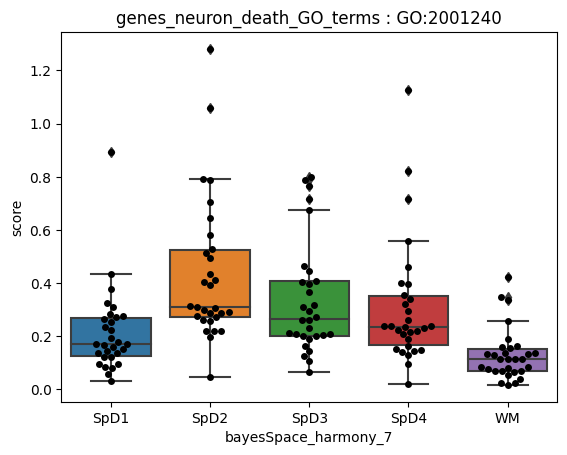 genes_neuron_death_GO_terms : GO:2001240
1.2
1.0
0.8
0.6
0.4
0.2
0.0
score
SpD1 SpD2 SpD3 SpD4 WM
bayesSpace_harmony_7